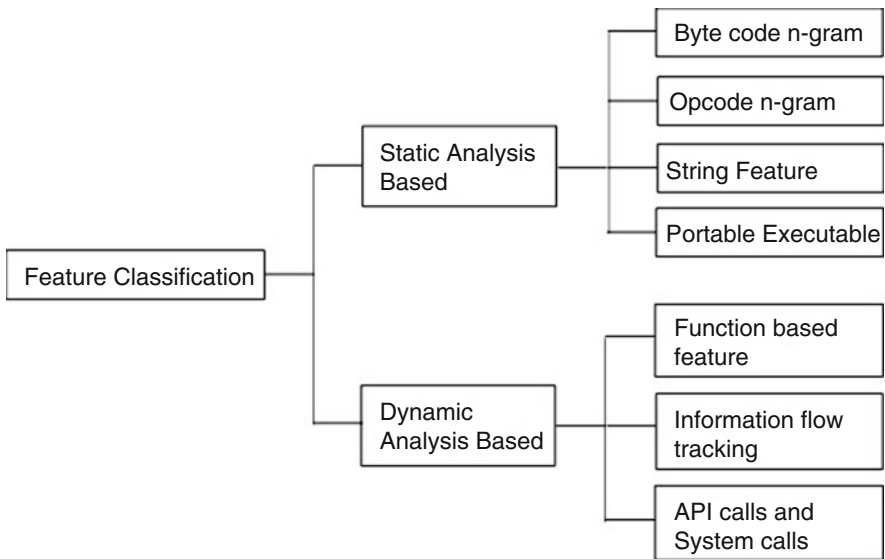 Feature Classification
Static Analysis
Based
Byte code n-gram
Opcode n-gram
String Feature
Portable Executable
Dynamic
Analysis Based
Function based
feature
Information flow
tracking
API calls and
System calls